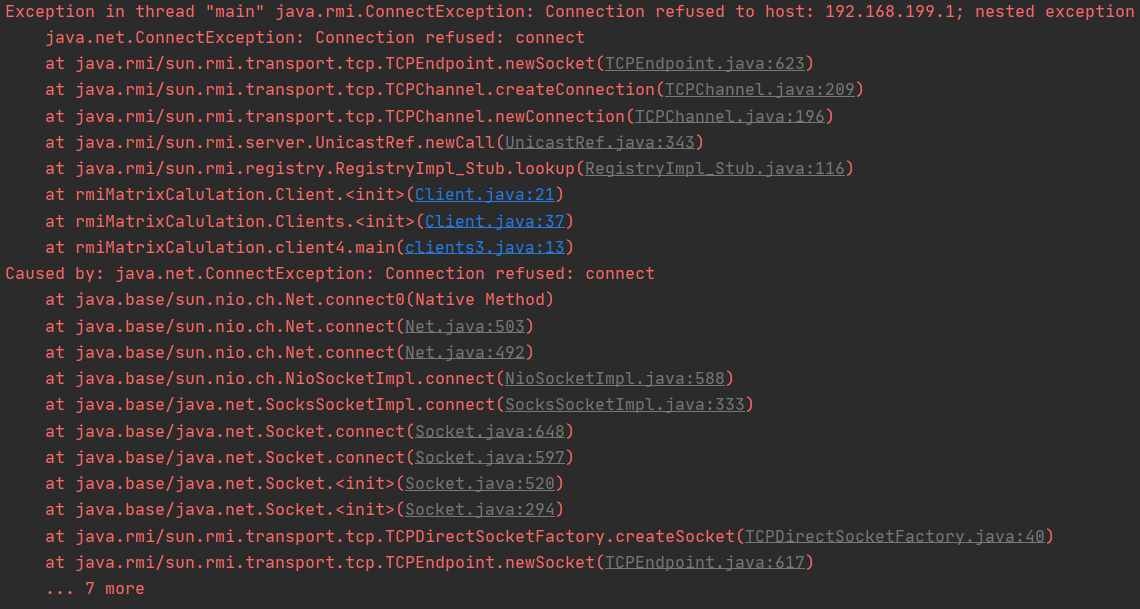 Exception in thread "main" java.rmi.ConnectException: Connection refused to host: 192.168.199.1; nested exception
java.net.ConnectException: Connection refused: connect
at java.rmi/sun.rmi.transport.tcp.TCPEndpoint.newSocket(TCPEndpoint.java:623)
at java.rmi/sun.rmi.transport.tcp.TCPChannel.createConnection(TCPChannel.java:209)
at java.rmi/sun.rmi.transport.tcp.TCPChannel.newConnection(TCPChannel.java:196)
at java.rmi/sun.rmi.server.UnicastRef.newCall(UnicastRef.java:343)
at java.rmi/sun.rmi.registry.RegistryImpl_Stub.lookup(RegistryImpl_Stub.java:116)
at rmiMatrixCalulation.Client.<init>(Client.java:21)
at rmiMatrixCalulation.Clients.<init>(Client.java:37)
at rmiMatrixCalulation.client4.main(clients3.java:13)
Caused by: java.net.ConnectException: Connection refused: connect
at java.base/sun.nio.ch.Net.connect0(Native Method)
at java.base/sun.nio.ch.Net.connect(Net.java:503)
at java.base/sun.nio.ch.Net.connect(Net.java:492)
at java.base/sun.nio.ch.NioSocketImpl.connect(NioSocketImpl.java:588)
at java.base/java.net.SocksSocketImpl.connect(SocksSocketImpl.java:333)
at java.base/java.net.Socket.connect(Socket.java:648)
at java.base/java.net.Socket.connect(Socket.java:597)
at java.base/java.net.Socket.<init>(Socket.java:520)
at java.base/java.net.Socket.<init>(Socket.java:294)
at java.rmi/sun.rmi.transport.tcp.TCPDirectSocketFactory.createSocket(TCPDirectSocketFactory.java:40)
at java.rmi/sun.rmi.transport.tcp.TCPEndpoint.newSocket(TCPEndpoint.java:617)
... 7 more